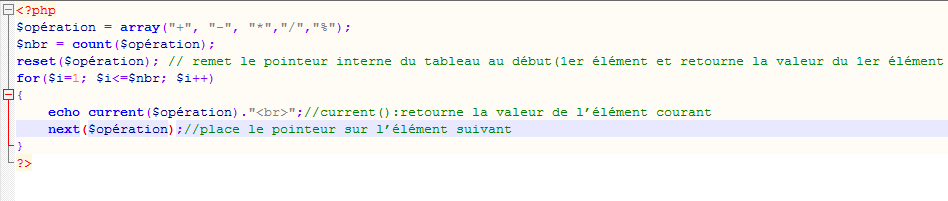 <?php
$opération = array("+", "-", "*","/","%");
$nbr = count($opération);
reset($opération); // remet le pointeur interne du tableau au début(1er élément et retourne la valeur du 1er élément
for($i=1; $i<=$nbr; $i++)
{
echo current($opération)."<br>";//current():retourne la valeur de l’élément courant
next($opération);//place le pointeur sur l’élément suivant
}
?>